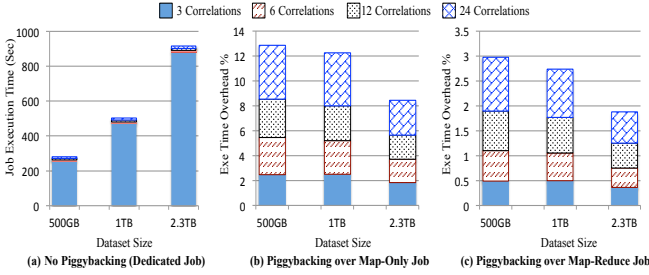 3 Correlations 6 Correlations 12 Correlations 24 Correlations
Job Execution Time (Sec)
1000
800
600
400
200
0
500GB 1TB 2.3TB
Dataset Size
(a) No Piggybacking (Dedicated Job)
Exe Time Overhead %
14
12
10
8
6
4
2
0
500GB 1TB 2.3TB
Dataset Size
(b) Piggybacking over Map-Only Job
Exe Time Overhead %
3.5
3
2.5
2
1.5
1
0.5
0
500GB 1TB 2.3TB
Dataset Size
(c) Piggybacking over Map-Reduce Job